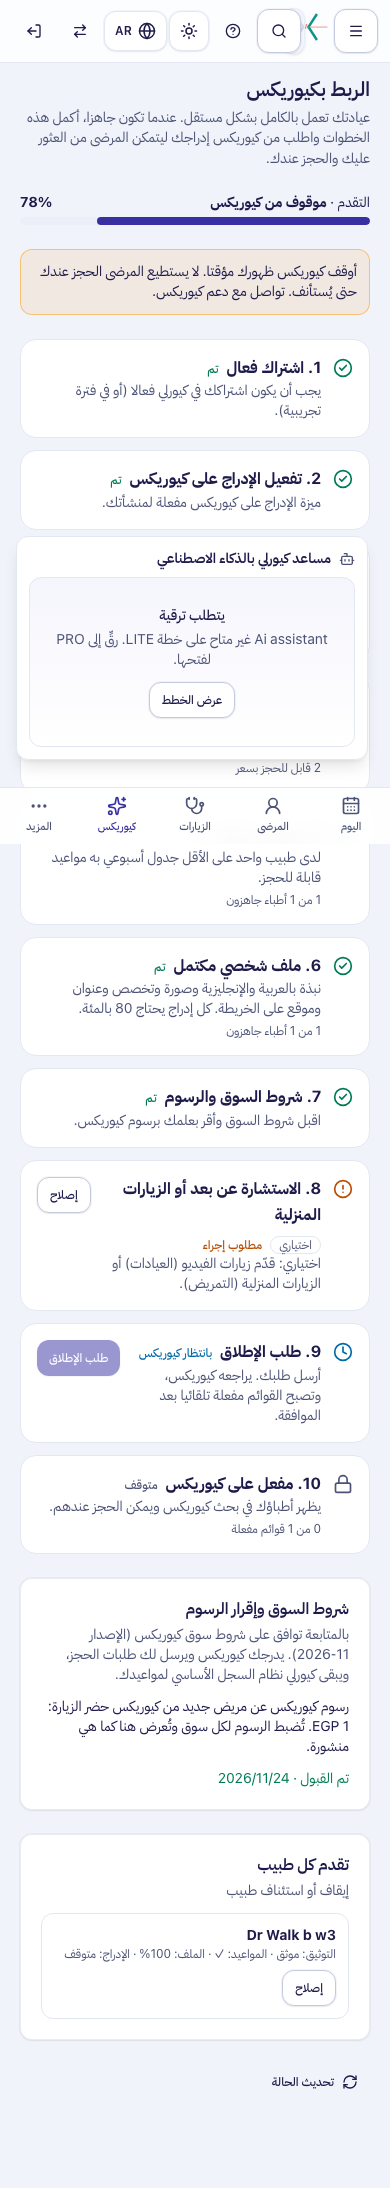 AR
الربط بكيوريكس
عيادتك تعمل بالكامل بشكل مستقل. عندما تكون جاهزا، أكمل هذه
الخطوات واطلب من كيوريكس إدراجك ليتمكن المرضى من العثور
عليك والحجز عندك.
التقدم · موقوف من كيوريكس
78%
أوقف كيوريكس ظهورك مؤقتا. لا يستطيع المرضى الحجز عندك
حتى يُستأنف. تواصل مع دعم كيوريكس.
1. اشتراك فعال تم
يجب أن يكون اشتراكك في كيورلي فعالا (أو في فترة
تجريبية).
2. تفعيل الإدراج على كيوريكس تم
ميزة الإدراج على كيوريكس مفعلة لمنشأتك.
مساعد كيورلي بالذكاء الاصطناعي
يتطلب ترقية
Ai assistant غير متاح على خطة LITE. رقِّ إلى PRO
لفتحها.
عرض الخطط
2 قابل للحجز بسعر
اليوم
المرضى
الزيارات
كيوريكس
المزيد
لدى طبيب واحد على الأقل جدول أسبوعي به مواعيد
قابلة للحجز.
1 من 1 أطباء جاهزون
6. ملف شخصي مكتمل تم
نبذة بالعربية والإنجليزية وصورة وتخصص وعنوان
وموقع على الخريطة. كل إدراج يحتاج 80 بالمئة.
1 من 1 أطباء جاهزون
7. شروط السوق والرسوم تم
اقبل شروط السوق وأقر بعلمك برسوم كيوريكس.
8. الاستشارة عن بعد أو الزيارات
المنزلية
اختياري مطلوب إجراء
اختياري: قدّم زيارات الفيديو (العيادات) أو
الزيارات المنزلية (التمريض).
إصلاح
9. طلب الإطلاق بانتظار كيوريكس
أرسل طلبك. يراجعه كيوريكس،
وتصبح القوائم مفعلة تلقائيا بعد
الموافقة.
طلب الإطلاق
10. مفعل على كيوريكس متوقف
يظهر أطباؤك في بحث كيوريكس ويمكن الحجز عندهم.
0 من 1 قوائم مفعلة
شروط السوق وإقرار الرسوم
بالمتابعة توافق على شروط سوق كيوريكس (الإصدار
2026-11). يدرجك كيوريكس ويرسل لك طلبات الحجز،
ويبقى كيورلي نظام السجل الأساسي لمواعيدك.
رسوم كيوريكس عن مريض جديد من كيوريكس حضر الزيارة:
EGP 1. تُضبط الرسوم لكل سوق وتُعرض هنا كما هي
منشورة.
تم القبول · 2026/11/24
تقدم كل طبيب
إيقاف أو استئناف طبيب
Dr Walk b w3
التوثيق: موثق · المواعيد: ✓ · الملف: 100% · الإدراج: متوقف
إصلاح
تحديث الحالة